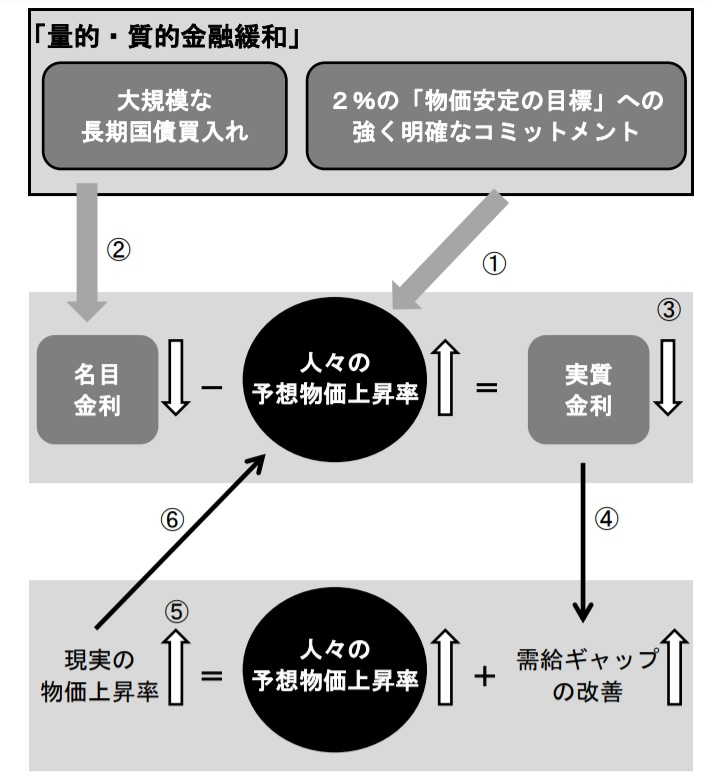 「量的・質的金融緩和」
大規模な
長期国債買入れ
２％の「物価安定の目標」への
強く明確なコミットメント
②
①
③
名目
金利
－
人々の
予想物価上昇率
＝
実質
金利
⑥
④
⑤
現実の
物価上昇率
＝
人々の
予想物価上昇率
＋
需給ギャップ
の改善